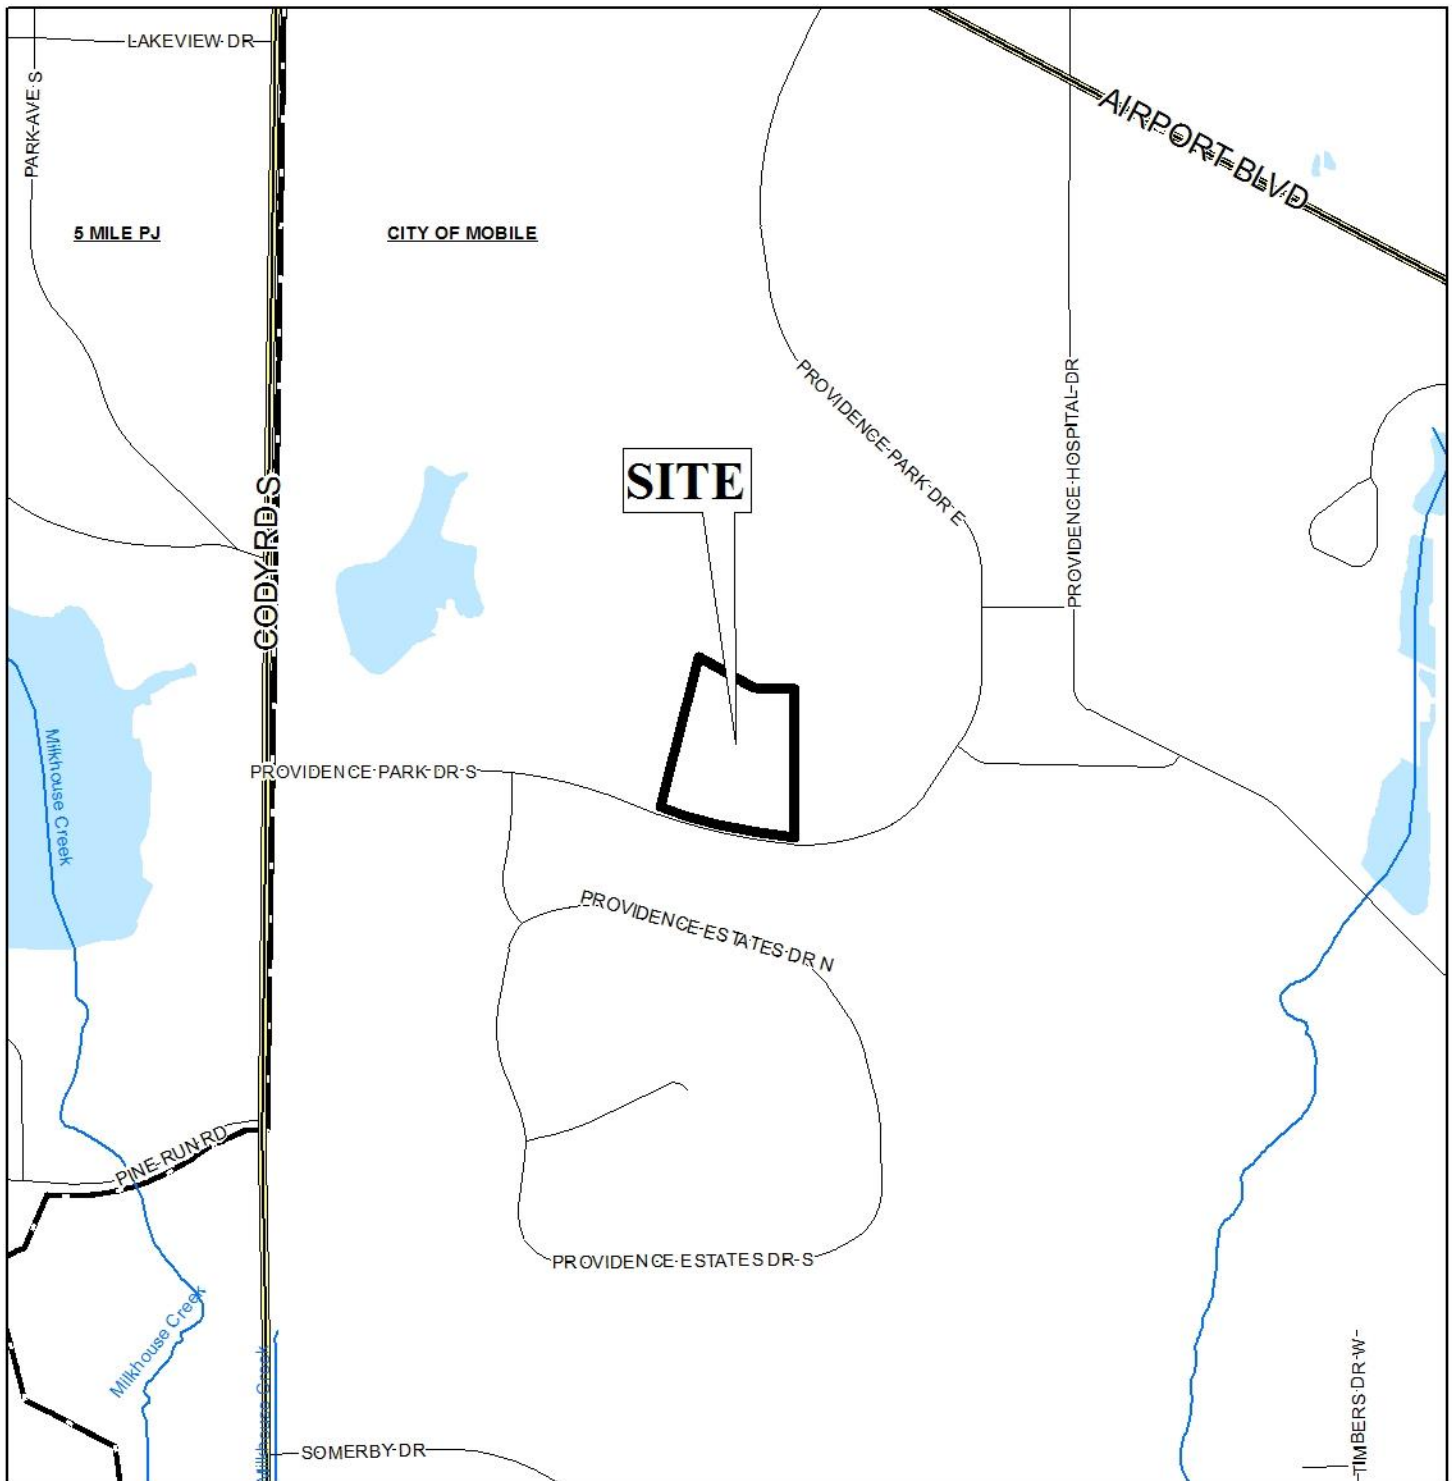 LAKEVIEW DR
PARK AVE S
AIRPORT BLVD
5 MILE PJ
CITY OF MOBILE
PROVIDENCE PARK DR E
PROVIDENCE HOSPITAL DR
SITE
CODY RD S
Milkhouse Creek
PROVIDENCE PARK DR S
PROVIDENCE ESTATES DR N
PINE RUN RD
PROVIDENCE ESTATES DR S
Milkhouse Creek
Milkhouse Creek
TIMBERS DR W
SOMERBY DR